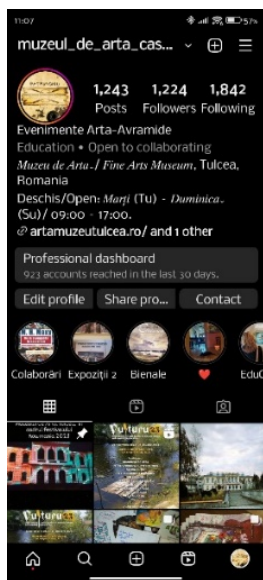 11:07
57%
muzeul_de_arta_cas...
1,243 1,224 1,842
Posts Followers Following
Evenimente Arta-Avramide
Education • Open to collaborating
Muzeu de Arta-/ Fine Arts Museum, Tulcea,
Romania
Deschis/Open: Marți (Tu) - Duminica-
(Su)/ 09:00 - 17:00.
artamuzeutulcea.ro/ and 1 other
Professional dashboard
923 accounts reached in the last 30 days.
Edit profile Share pro... Contact
Colaborări Expoziții 2 Bienale ❤️ EduC
Vulturu
Vulturu